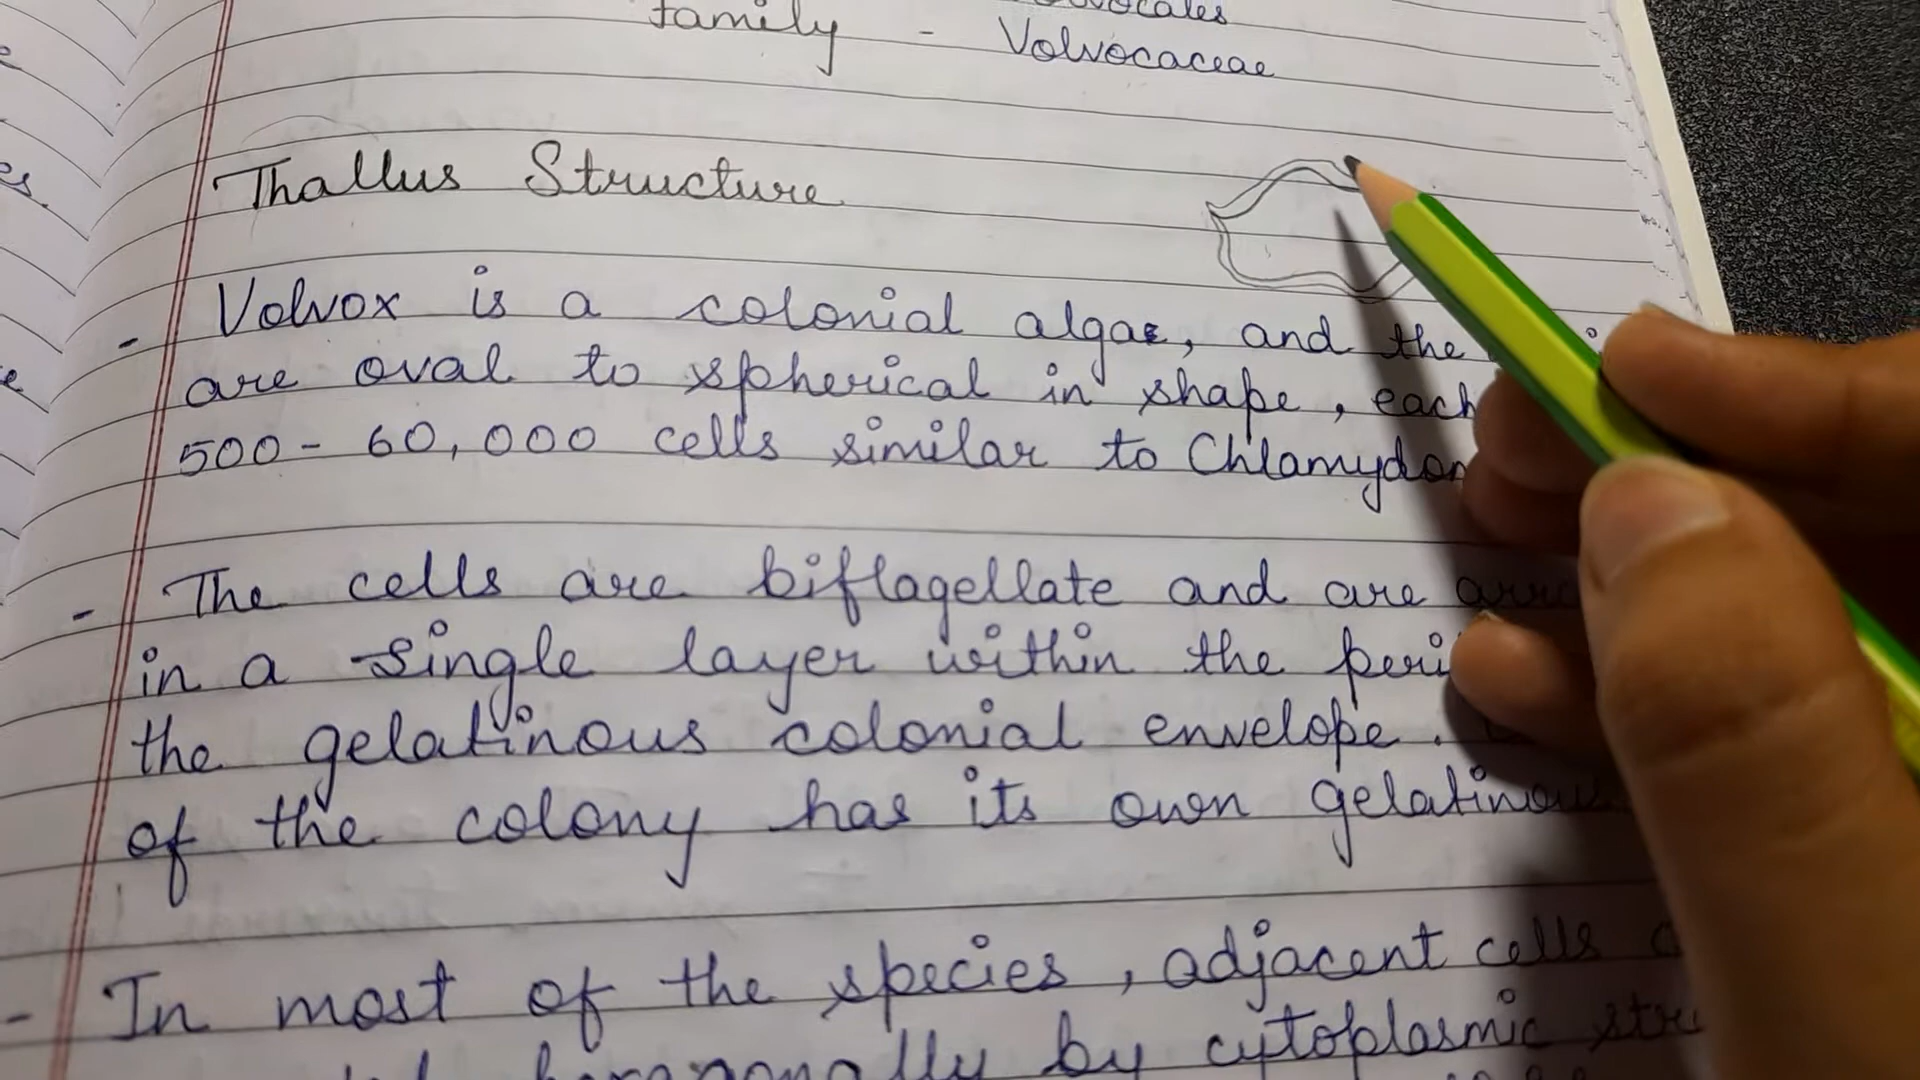 Family - Volvocaceae
Thallus Structure
- Volvox is a colonial algae, and the
are oval to spherical in shape, each
500 - 60,000 cells similar to
- The cells are biflagellate and are
in a single layer within the
the gelatinous colonial envelope.
of the colony has its own gelatinous
- In most of the species, adjacent cells
by cytoplasmic